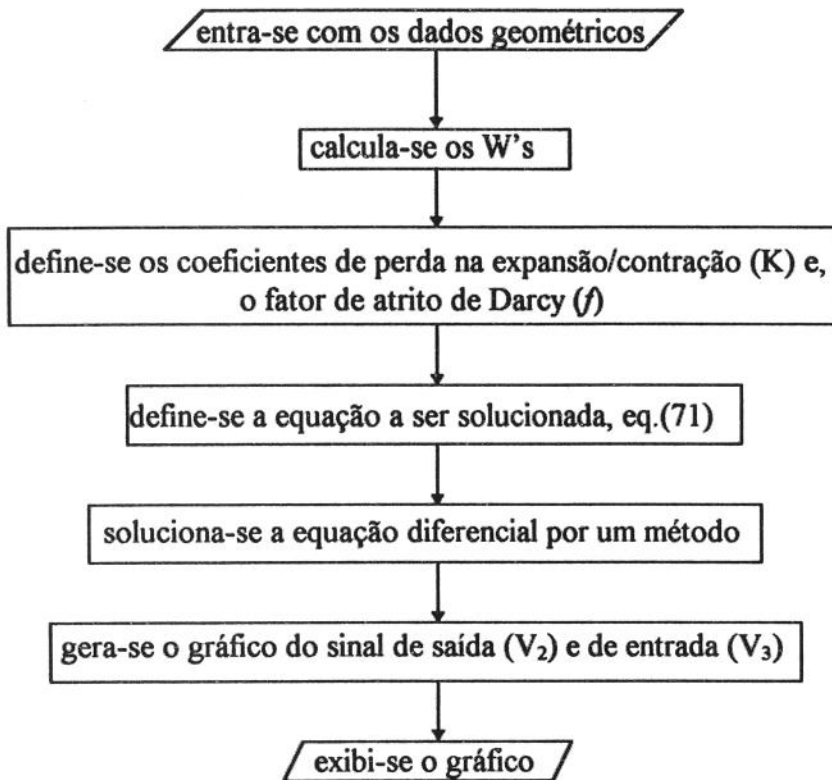 entra-se com os dados geométricos
calcula-se os W's
define-se os coeficientes de perda na expansão/contração (K) e,
o fator de atrito de Darcy (f)
define-se a equação a ser solucionada, eq.(71)
soluciona-se a equação diferencial por um método
gera-se o gráfico do sinal de saída (V₂) e de entrada (V₃)
exibi-se o gráfico